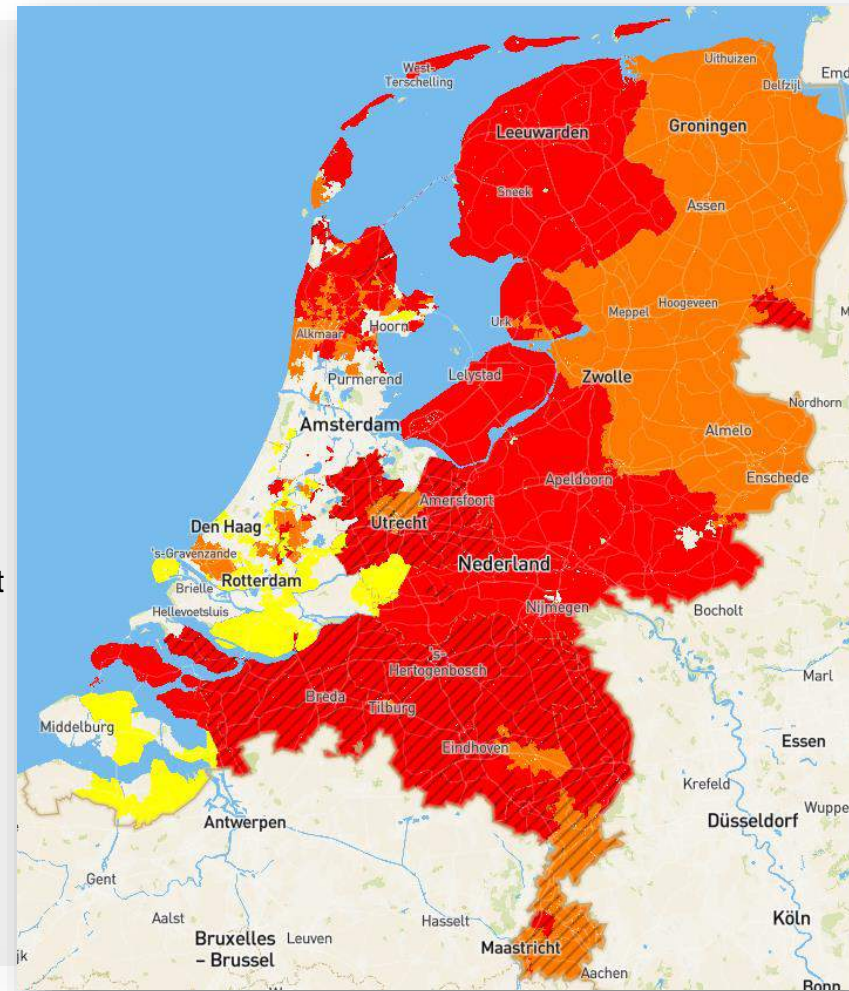 Uithuizen
Emd
West-
Terschelling
Delfzijl
Leeuwarden
Groningen
Sneek
Assen
Hoogeveen
Meppel
Urk
Hoorn
Alkmaar
Purmerend
Lelystad
Zwolle
Nordhorn
Amsterdam
Almelo
Enschede
Apeldoorn
Amersfoort
Utrecht
Den Haag
's-Gravenzande
Nederland
Rotterdam
t
Brielle
Hellevoetsluis
Nijmegen
Bocholt
's-
Hertogenbosch
Marl
Breda
Tilburg
Middelburg
Eindhoven
Essen
Krefeld
Wuppe
Düsseldorf
Antwerpen
Gent
Aalst
Hasselt
Köln
Bruxelles
– Brussel
Leuven
Maastricht
jk
Aachen
Bonn